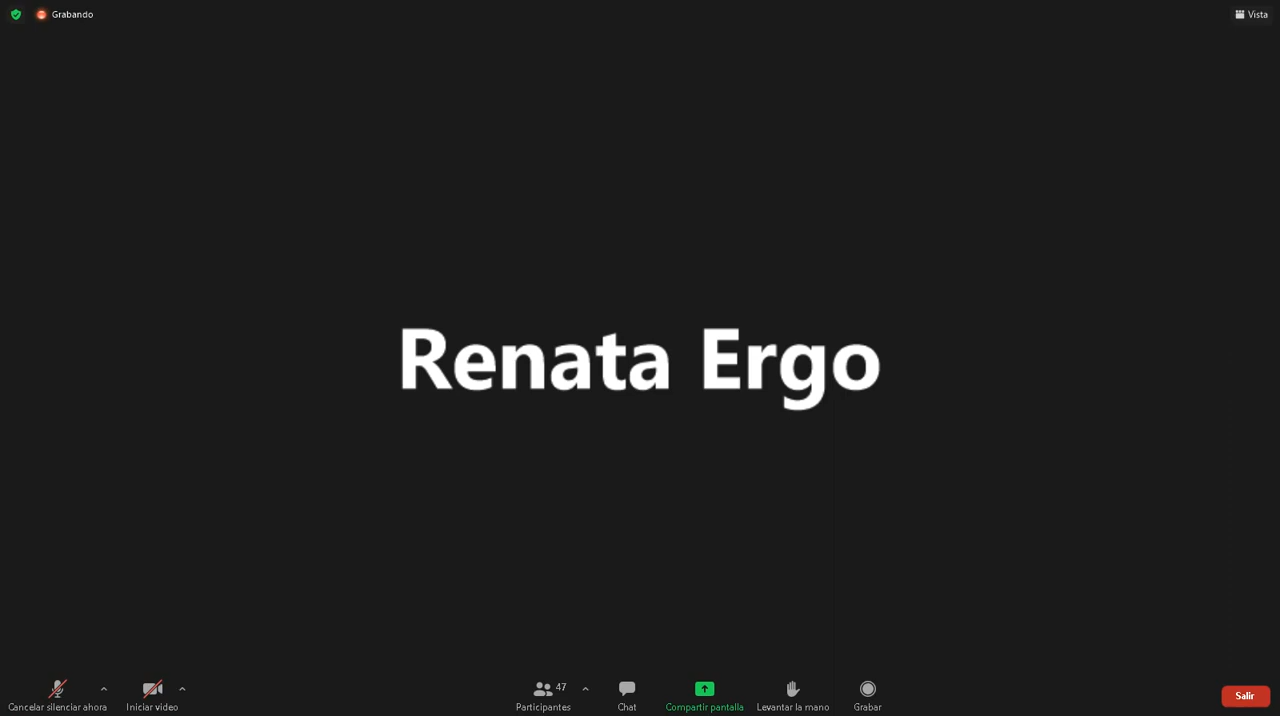 Grabando
Vista
Renata Ergo
47
Cancelar silenciar ahora
Iniciar video
Participantes
Chat
Compartir pantalla
Levantar la mano
Grabar
Salir